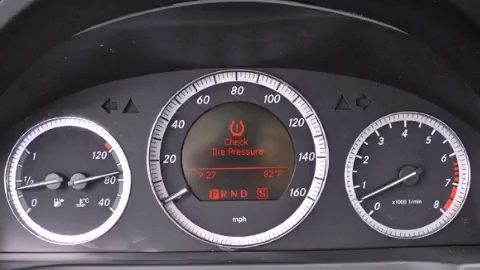 60 80 100
40 120
20 140
160
Check
Tire Pressure
9:27 82°F
P R N D S
mph
1 120
1/2 80
0 40
°C
1 2 3 4 5 6 7 8
0
x1000 1/min